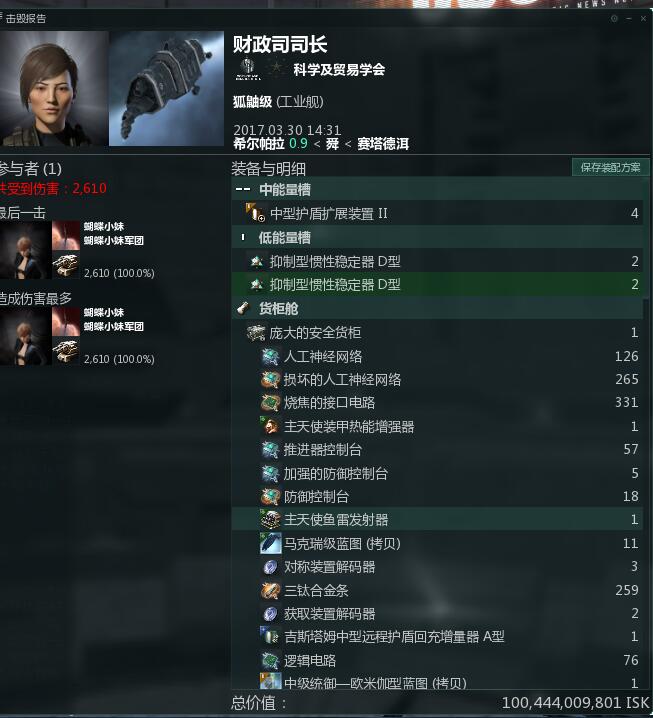 击毁报告
财政司司长
科学及贸易学会
狐鼬级 (工业舰)
2017.03.30 14:31
希尔帕拉 0.9 < 舜 < 赛塔德洱
参与者 (1)
共受到伤害：2,610
最后一击
蝴蝶小妹
蝴蝶小妹军团
2,610 (100.0%)
造成伤害最多
蝴蝶小妹
蝴蝶小妹军团
2,610 (100.0%)
装备与明细
保存装配方案
中能量槽
中型护盾扩展装置 II 4
低能量槽
抑制型惯性稳定器 D型 2
抑制型惯性稳定器 D型 2
货柜舱
庞大的安全货柜 1
人工神经网络 126
损坏的人工神经网络 265
烧焦的接口电路 331
主天使装甲热能增强器 1
推进器控制台 57
加强的防御控制台 5
防御控制台 18
主天使鱼雷发射器 1
马克瑞级蓝图 (拷贝) 11
对称装置解码器 3
三钛合金条 259
获取装置解码器 2
吉斯塔姆中型远程护盾回充增量器 A型 1
逻辑电路 76
中级统御—欧米伽型蓝图 (拷贝) 1
总价值： 100,444,009,801 ISK